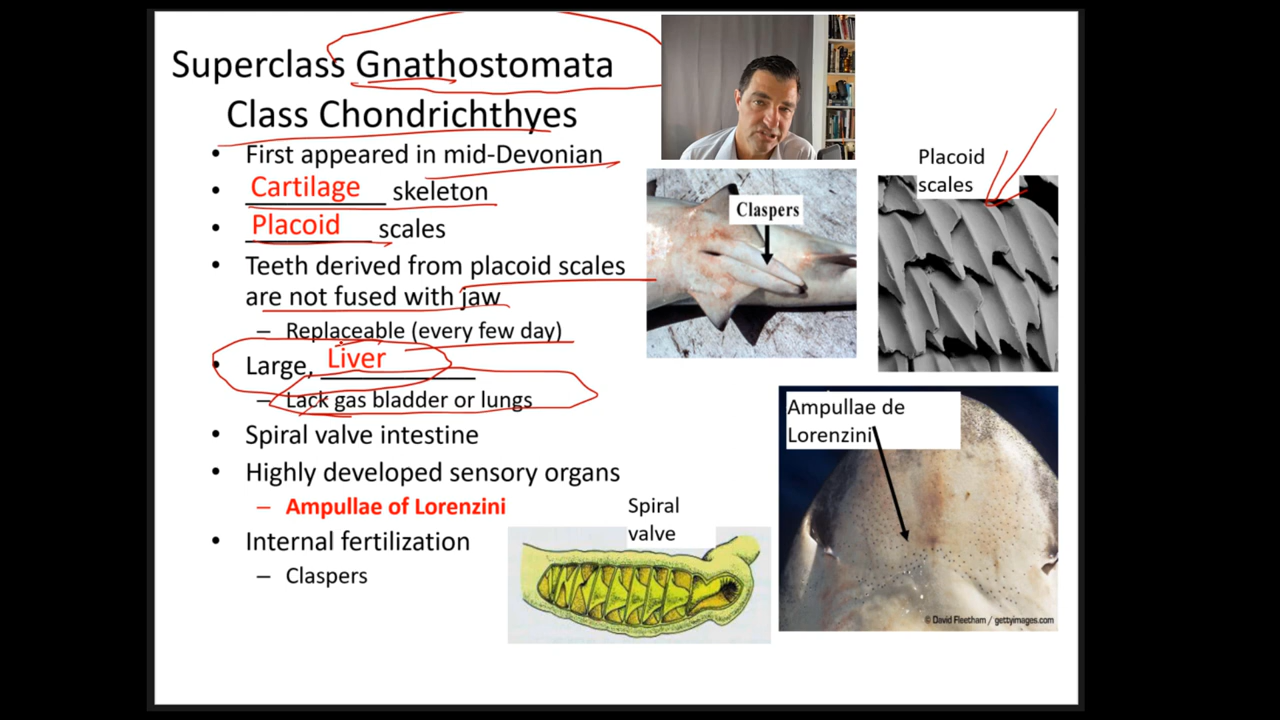 Superclass Gnathostomata
Class Chondrichthyes
• First appeared in mid-Devonian
• Cartilage skeleton
• Placoid scales
• Teeth derived from placoid scales
are not fused with jaw
– Replaceable (every few day)
• Large, Liver
– Lack gas bladder or lungs
• Spiral valve intestine
• Highly developed sensory organs
– Ampullae of Lorenzini
• Internal fertilization
– Claspers
Claspers
Placoid
scales
Ampullae de
Lorenzini
Spiral
valve
© David Fleetham / gettyimages.com